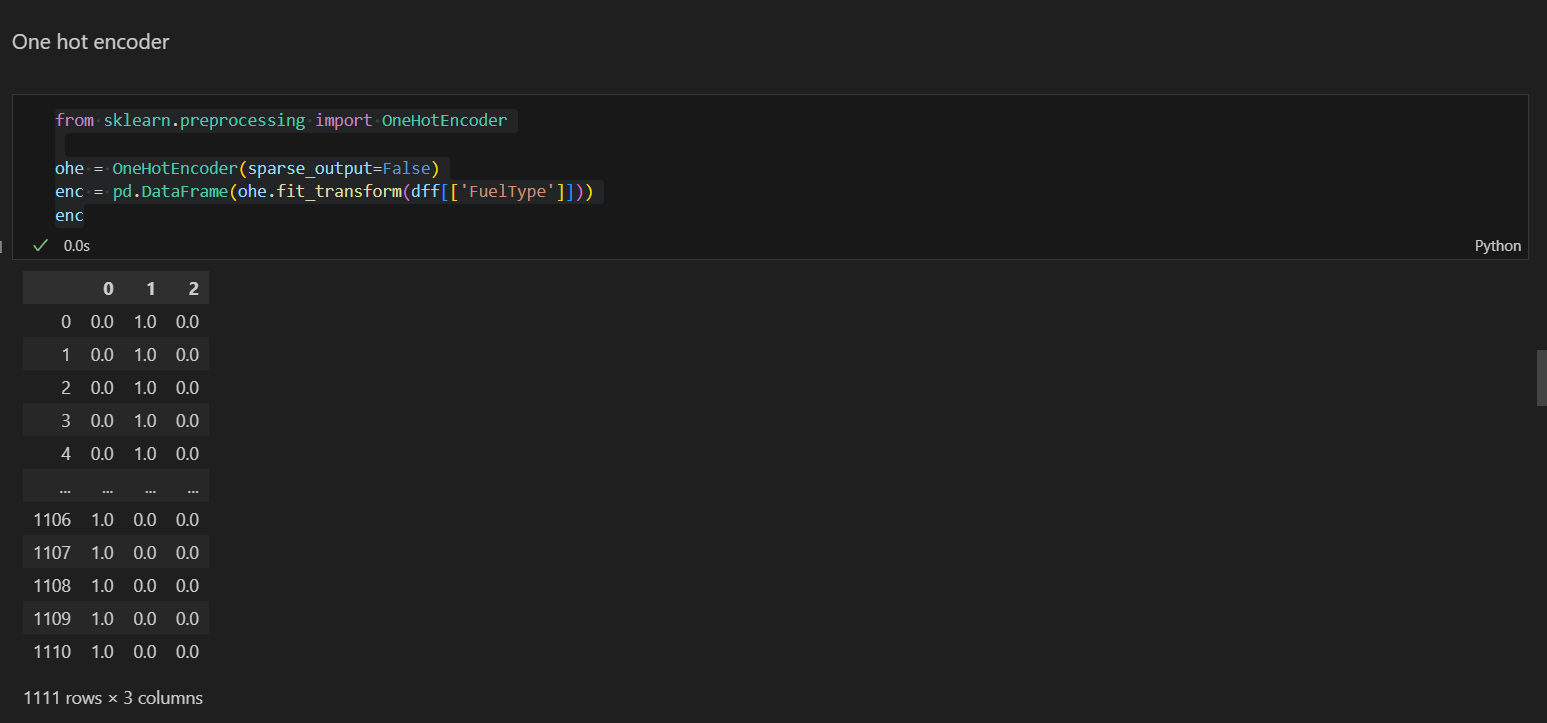 One hot encoder
from sklearn.preprocessing import OneHotEncoder
ohe = OneHotEncoder(sparse_output=False)
enc = pd.DataFrame(ohe.fit_transform(dff[['FuelType']]))
enc
0.0s
Python
0 1 2
0 0.0 1.0 0.0
1 0.0 1.0 0.0
2 0.0 1.0 0.0
3 0.0 1.0 0.0
4 0.0 1.0 0.0
... ... ... ...
1106 1.0 0.0 0.0
1107 1.0 0.0 0.0
1108 1.0 0.0 0.0
1109 1.0 0.0 0.0
1110 1.0 0.0 0.0
1111 rows × 3 columns